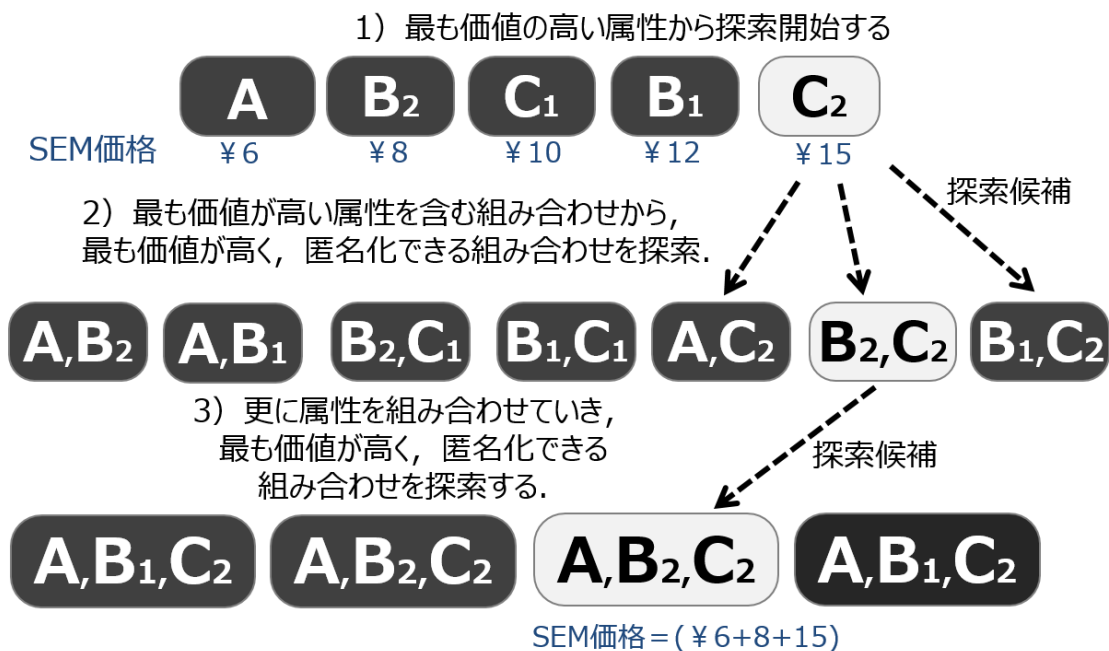 1）最も価値の高い属性から探索開始する
A B2 C1 B1 C2
SEM価格 ￥6 ￥8 ￥10 ￥12 ￥15
探索候補
2）最も価値が高い属性を含む組み合わせから，
最も価値が高く，匿名化できる組み合わせを探索．
A,B2 A,B1 B2,C1 B1,C1 A,C2 B2,C2 B1,C2
3）更に属性を組み合わせていき，
最も価値が高く，匿名化できる
組み合わせを探索する．
探索候補
A,B1,C2 A,B2,C2 A,B2,C2 A,B1,C2
SEM価格＝(￥6+8+15)